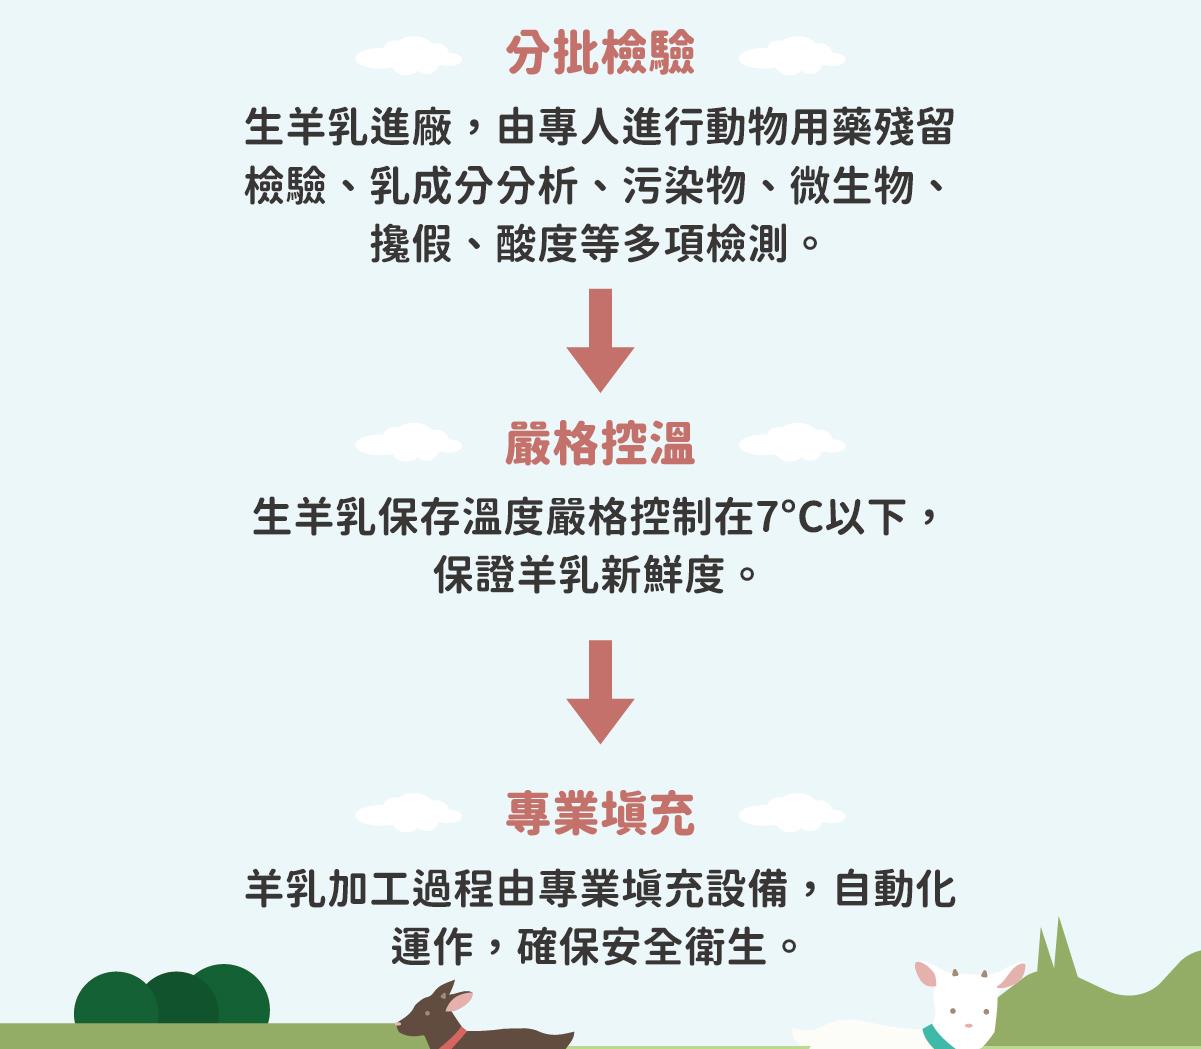 分批檢驗
生羊乳進廠，由專人進行動物用藥殘留
檢驗、乳成分分析、污染物、微生物、
攙假、酸度等多項檢測。
嚴格控溫
生羊乳保存溫度嚴格控制在7°C以下，
保證羊乳新鮮度。
專業填充
羊乳加工過程由專業填充設備，自動化
運作，確保安全衛生。